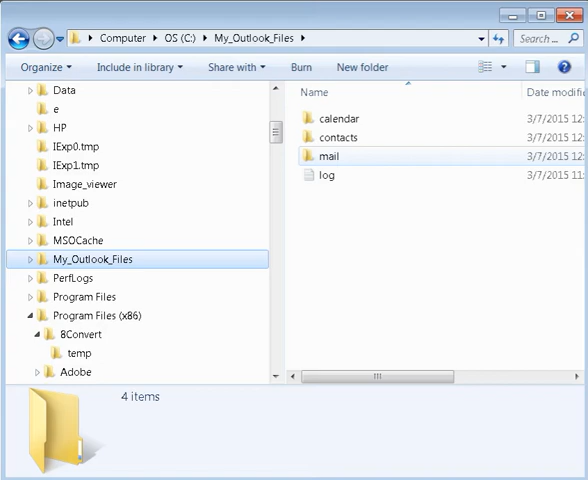 Computer ▸ OS (C:) ▸ My_Outlook_Files ▸ Search ...
Organize Include in library Share with Burn New folder
Data
e
HP
IExp0.tmp
IExp1.tmp
Image_viewer
inetpub
Intel
MSOCache
My_Outlook_Files
PerfLogs
Program Files
Program Files (x86)
8Convert
temp
Adobe
Name Date modifi
calendar 3/7/2015 12:
contacts 3/7/2015 12:
mail 3/7/2015 12:
log 3/7/2015 11:
4 items